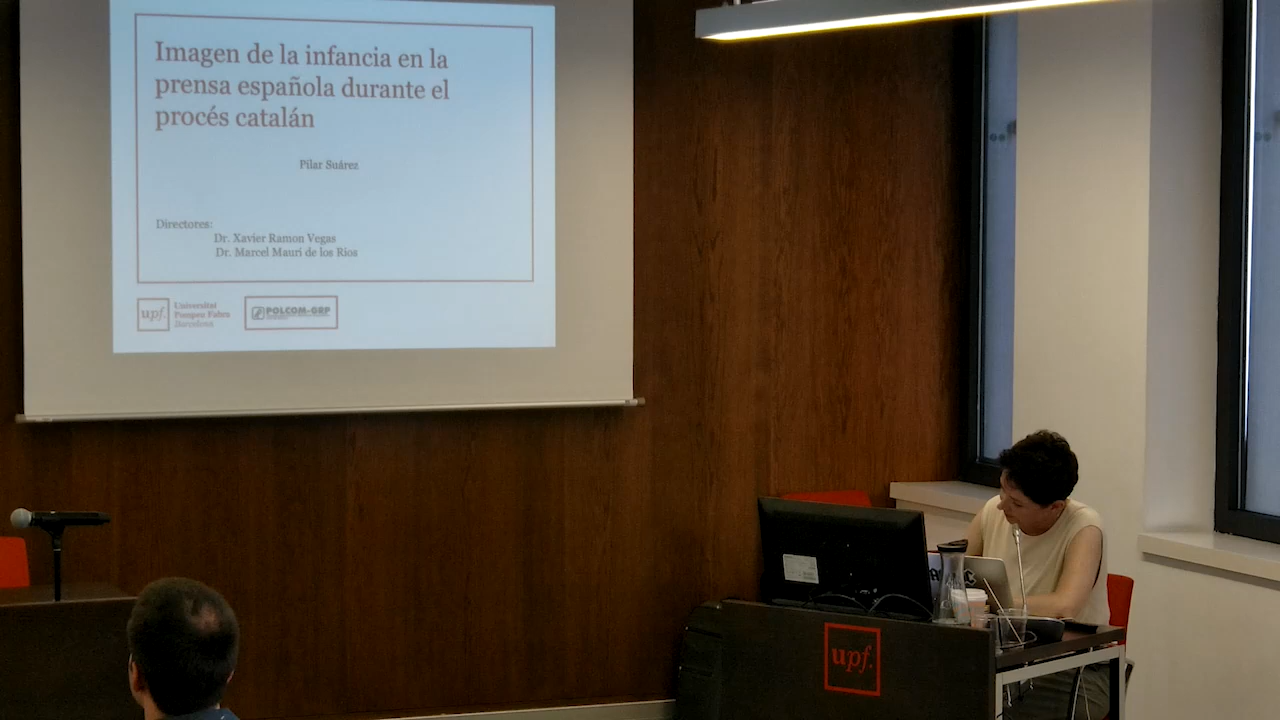 Imagen de la infancia en la
prensa española durante el
procés catalán
Pilar Suárez
Directores:
Dr. Xavier Ramon Vegas
Dr. Marcel Mauri de los Rios
upf.
Universitat
Pompeu Fabra
Barcelona
POLCOM-GRP
upf.